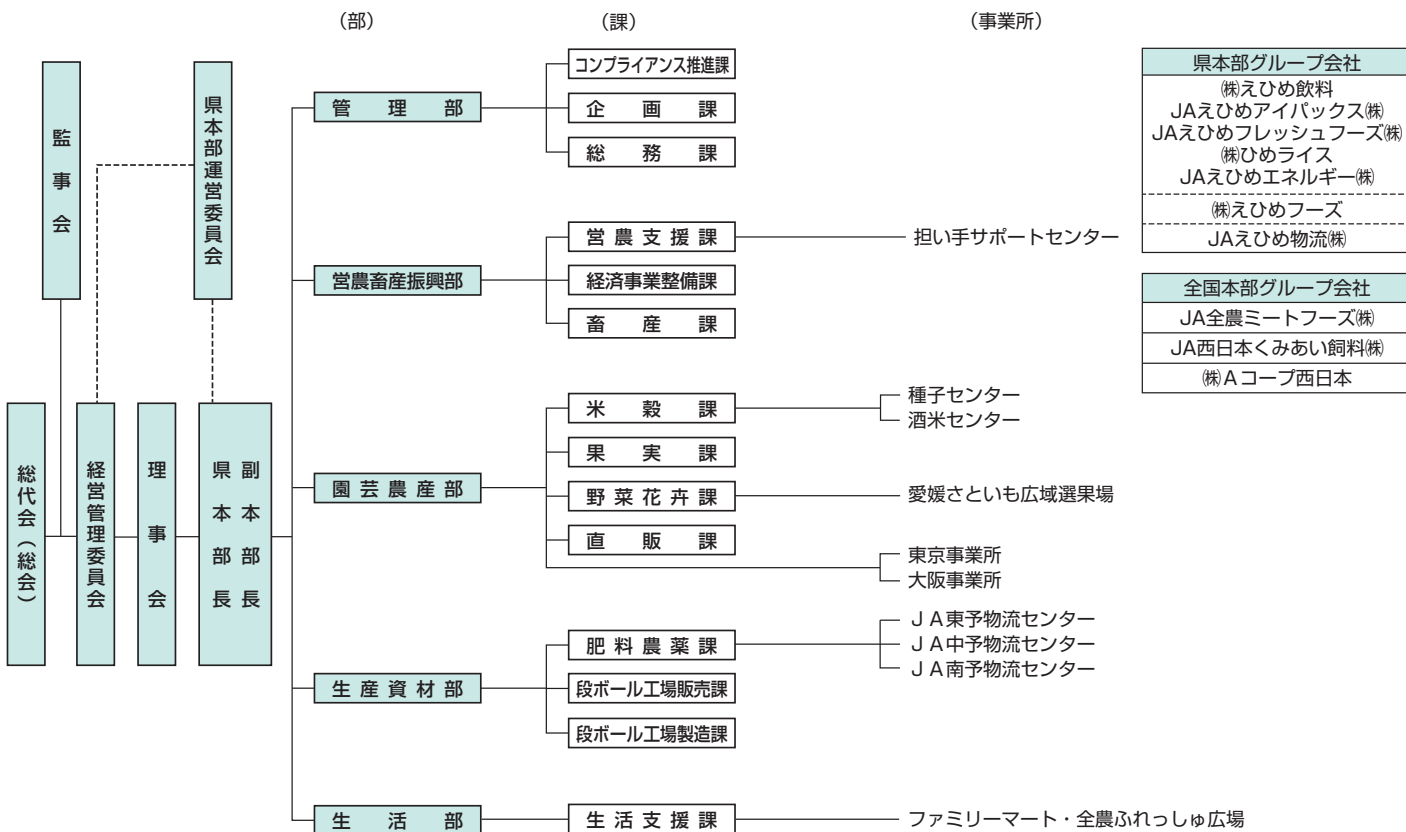 (部)
(課)
(事業所)
監事会
県本部運営委員会
総代会(総会)
経営管理委員会
理事会
県本部長
副本部長
管理部
コンプライアンス推進課
企画課
総務課
営農畜産振興部
営農支援課
担い手サポートセンター
経済事業整備課
畜産課
園芸農産部
米穀課
種子センター
酒米センター
果実課
野菜花卉課
愛媛さといも広域選果場
直販課
東京事業所
大阪事業所
生産資材部
肥料農薬課
JA東予物流センター
JA中予物流センター
JA南予物流センター
段ボール工場販売課
段ボール工場製造課
生活部
生活支援課
ファミリーマート・全農ふれっしゅ広場
県本部グループ会社
㈱えひめ飲料
JAえひめアイパックス㈱
JAえひめフレッシュフーズ㈱
㈱ひめライス
JAえひめエネルギー㈱
㈱えひめフーズ
JAえひめ物流㈱
全国本部グループ会社
JA全農ミートフーズ㈱
JA西日本くみあい飼料㈱
㈱Aコープ西日本